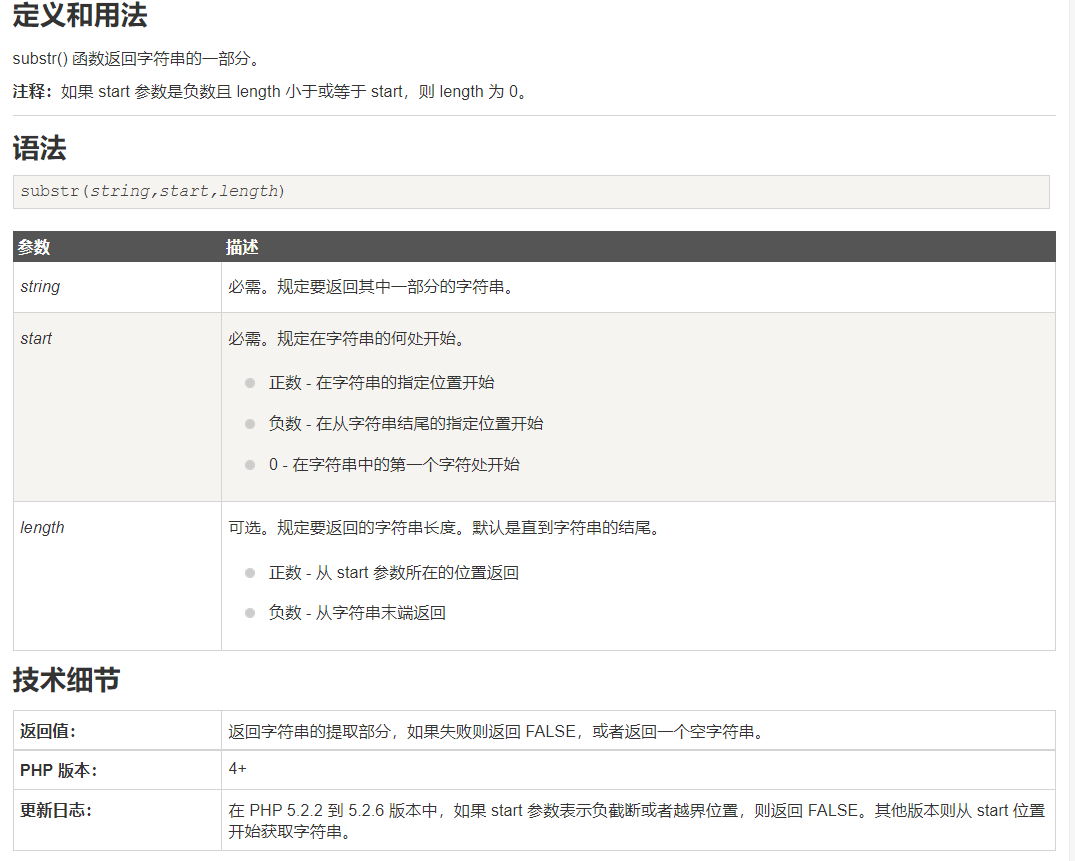 定义和用法
substr() 函数返回字符串的一部分。
注释：如果 start 参数是负数且 length 小于或等于 start，则 length 为 0。
语法
substr(string,start,length)
参数 描述
string 必需。规定要返回其中一部分的字符串。
start 必需。规定在字符串的何处开始。
正数 - 在字符串的指定位置开始
负数 - 在从字符串结尾的指定位置开始
0 - 在字符串中的第一个字符处开始
length 可选。规定要返回的字符串长度。默认是直到字符串的结尾。
正数 - 从 start 参数所在的位置返回
负数 - 从字符串末端返回
技术细节
返回值： 返回字符串的提取部分，如果失败则返回 FALSE，或者返回一个空字符串。
PHP 版本： 4+
更新日志： 在 PHP 5.2.2 到 5.2.6 版本中，如果 start 参数表示负截断或者越界位置，则返回 FALSE。其他版本则从 start 位置
开始获取字符串。